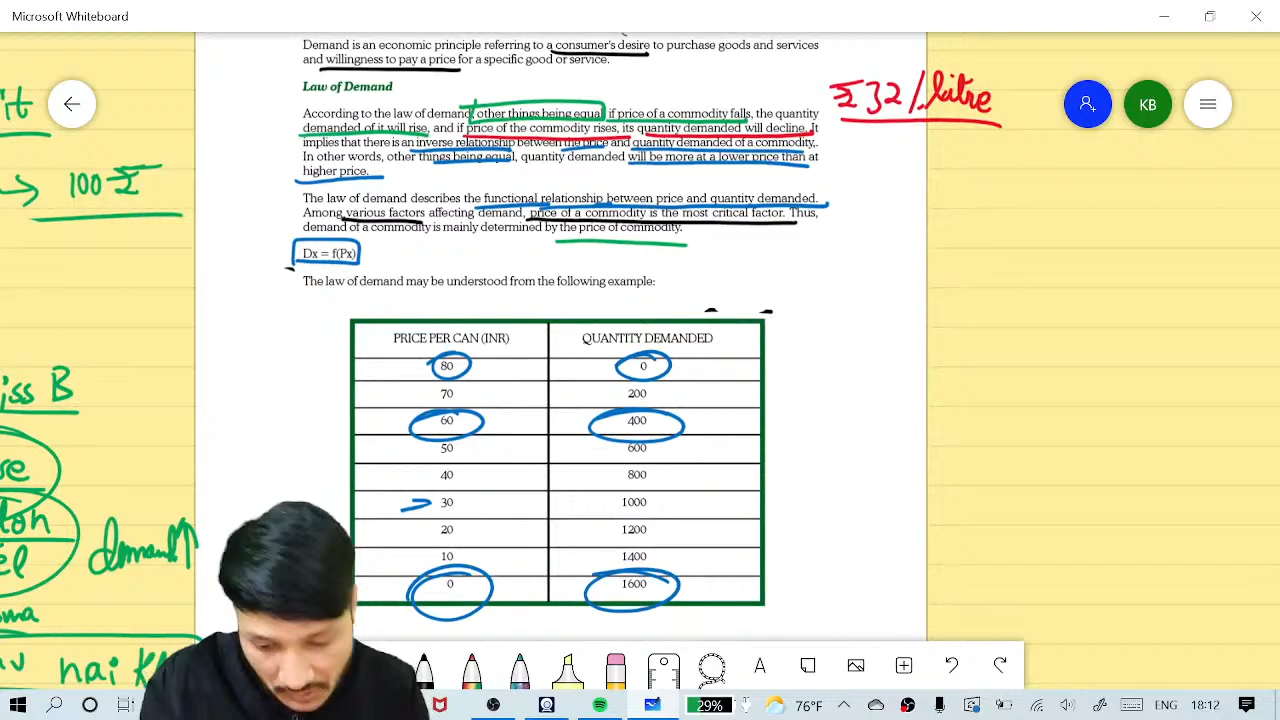 Microsoft Whiteboard
Demand is an economic principle referring to a consumer's desire to purchase goods and services
and willingness to pay a price for a specific good or service.
Law of Demand
According to the law of demand, other things being equal, if price of a commodity falls, the quantity
demanded of it will rise, and if price of the commodity rises, its quantity demanded will decline. It
implies that there is an inverse relationship between the price and quantity demanded of a commodity,.
In other words, other things being equal, quantity demanded will be more at a lower price than at
higher price.
The law of demand describes the functional relationship between price and quantity demanded.
Among various factors affecting demand, price of a commodity is the most critical factor. Thus,
demand of a commodity is mainly determined by the price of commodity.
Dx = f(Px)
The law of demand may be understood from the following example:
PRICE PER CAN (INR) QUANTITY DEMANDED
80 0
70 200
60 400
50 600
40 800
30 1000
20 1200
10 1400
0 1600
₹32/litre
KB
it
→ 100 ₹
iss B
demand↑
nai
A
29%
76°F
ENG
18:12